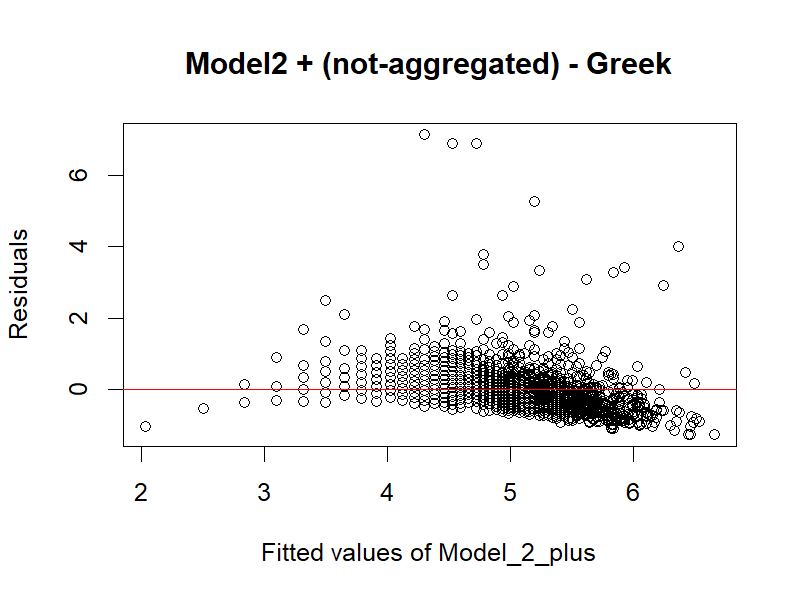 Model2 + (not-aggregated) - Greek
6
4
2
0
Residuals
2 3 4 5 6
Fitted values of Model_2_plus